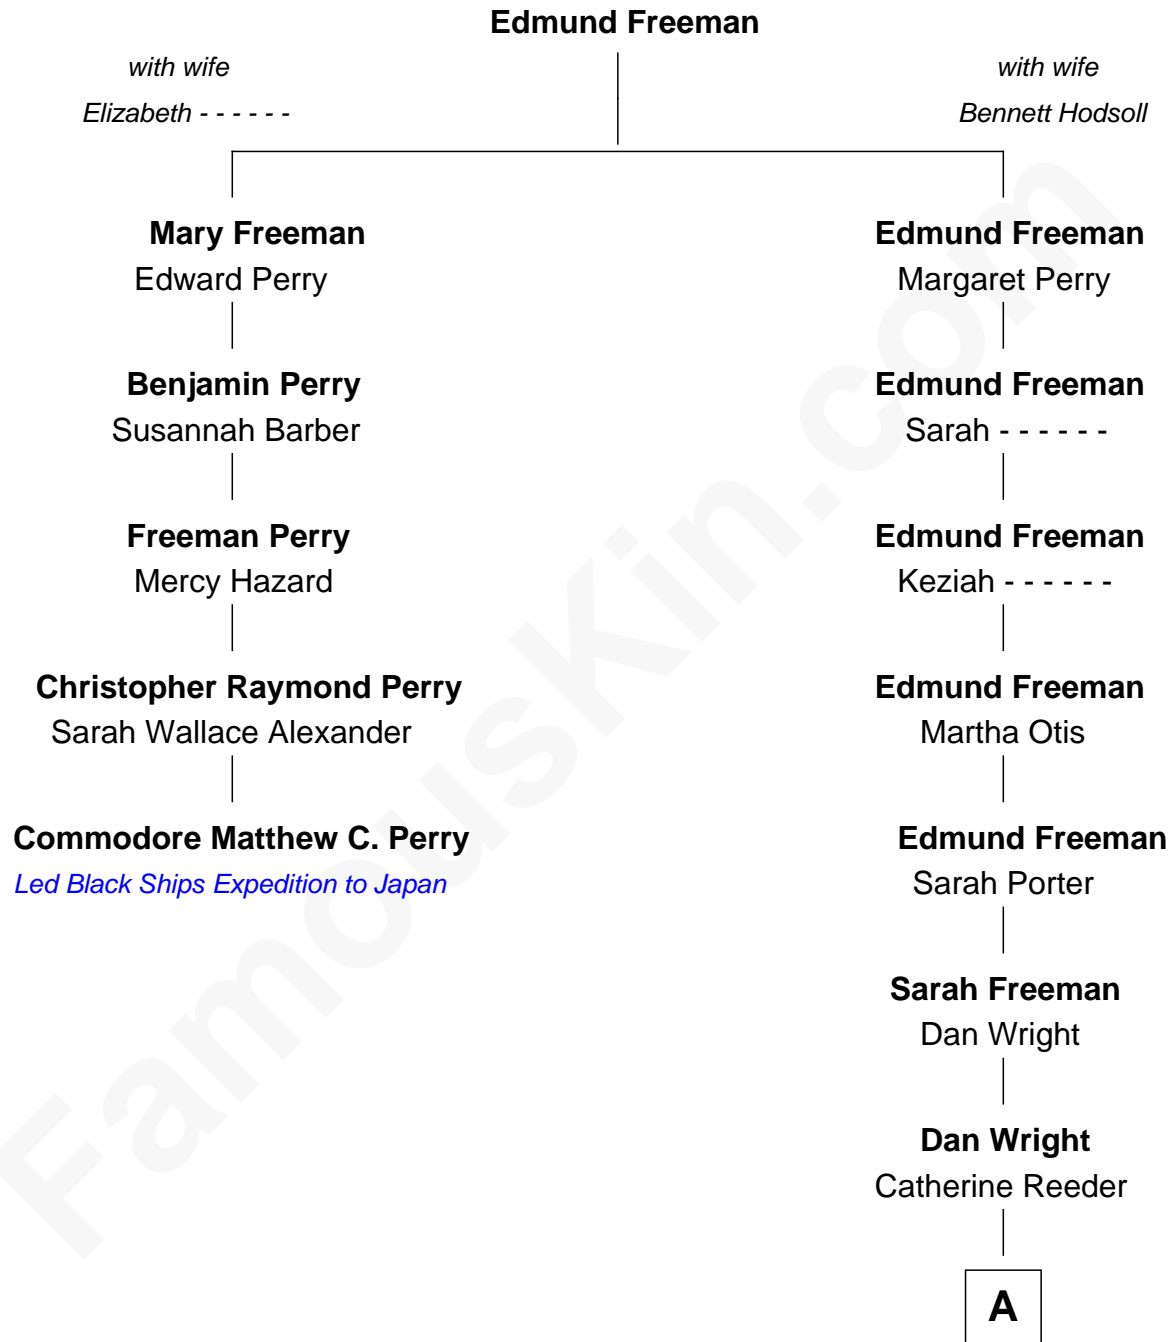 Edmund Freeman
with wife
Elizabeth - - - - - -
with wife
Bennett Hodsoll
Mary Freeman
Edward Perry
Benjamin Perry
Susannah Barber
Freeman Perry
Mercy Hazard
Christopher Raymond Perry
Sarah Wallace Alexander
Commodore Matthew C. Perry
Led Black Ships Expedition to Japan
Edmund Freeman
Margaret Perry
Edmund Freeman
Sarah - - - - - -
Edmund Freeman
Keziah - - - - - -
Edmund Freeman
Martha Otis
Edmund Freeman
Sarah Porter
Sarah Freeman
Dan Wright
Dan Wright
Catherine Reeder
A
FamousKin.com